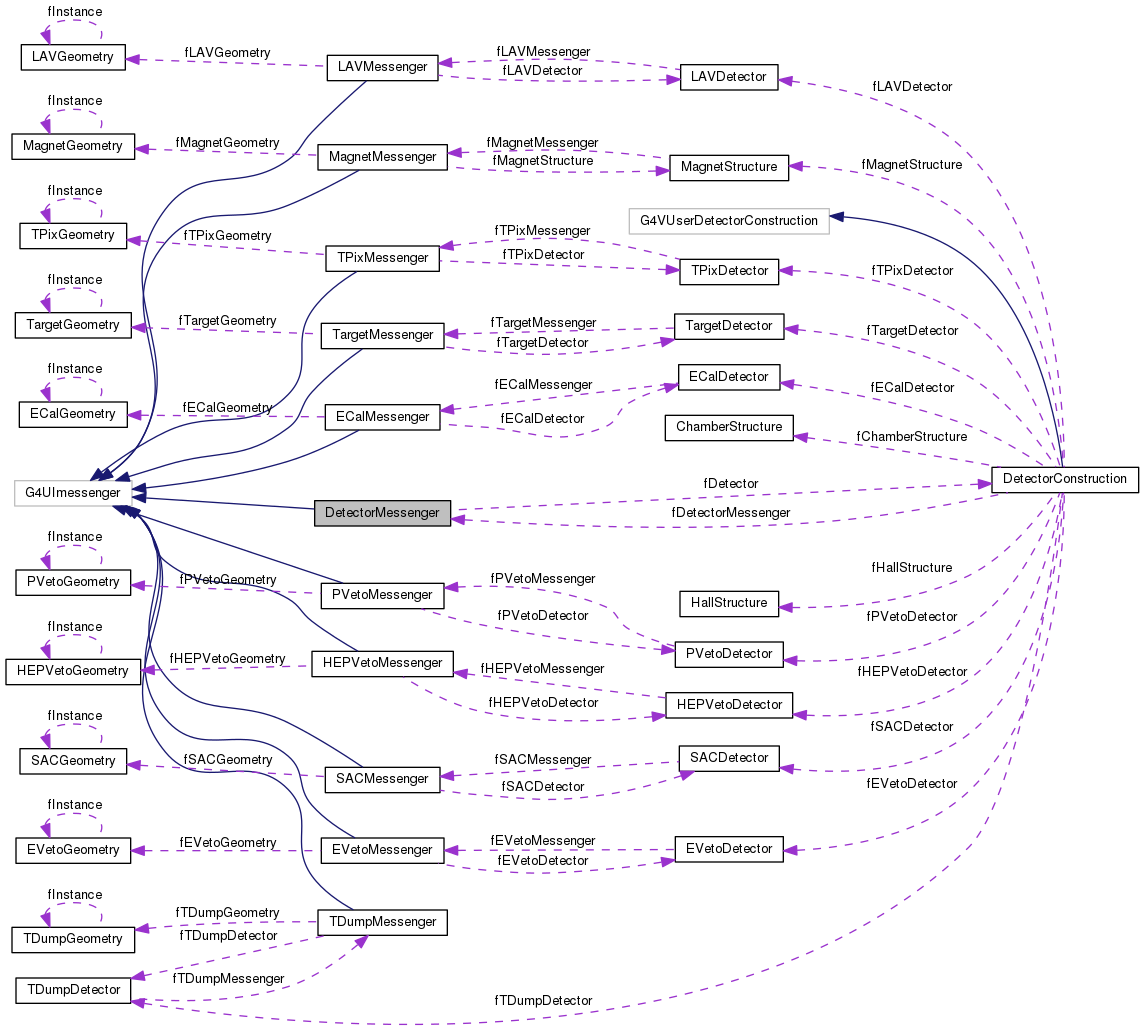 fInstance
LAVGeometry
fLAVGeometry
LAVMessenger
fLAVMessenger
fLAVDetector
LAVDetector
fLAVDetector
fInstance
MagnetGeometry
fMagnetGeometry
MagnetMessenger
fMagnetMessenger
fMagnetStructure
MagnetStructure
fMagnetStructure
G4VUserDetectorConstruction
fInstance
TPixGeometry
fTPixGeometry
TPixMessenger
fTPixMessenger
fTPixDetector
TPixDetector
fTPixDetector
fInstance
TargetGeometry
fTargetGeometry
TargetMessenger
fTargetMessenger
fTargetDetector
TargetDetector
fTargetDetector
fInstance
ECalGeometry
fECalGeometry
ECalMessenger
fECalMessenger
fECalDetector
ECalDetector
fECalDetector
ChamberStructure
fChamberStructure
G4UImessenger
DetectorMessenger
fDetector
fDetectorMessenger
DetectorConstruction
fInstance
PVetoGeometry
fPVetoGeometry
PVetoMessenger
fPVetoMessenger
fPVetoDetector
HallStructure
fHallStructure
PVetoDetector
fPVetoDetector
fInstance
HEPVetoGeometry
fHEPVetoGeometry
HEPVetoMessenger
fHEPVetoMessenger
fHEPVetoDetector
HEPVetoDetector
fHEPVetoDetector
fInstance
SACGeometry
fSACGeometry
SACMessenger
fSACMessenger
fSACDetector
SACDetector
fSACDetector
fInstance
EVetoGeometry
fEVetoGeometry
EVetoMessenger
fEVetoMessenger
fEVetoDetector
EVetoDetector
fEVetoDetector
fInstance
TDumpGeometry
fTDumpGeometry
fTDumpDetector
TDumpMessenger
TDumpDetector
fTDumpMessenger
fTDumpDetector